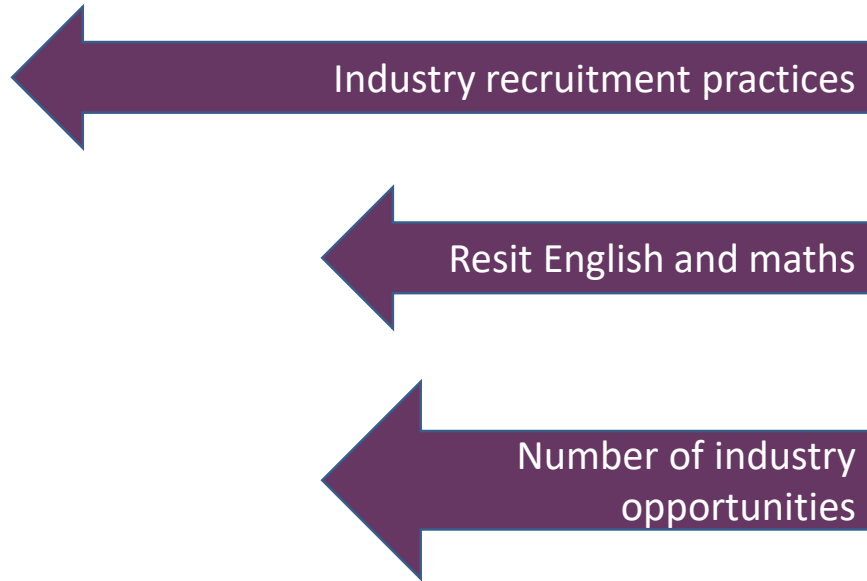 Industry recruitment practices
Resit English and maths
Number of industry
opportunities